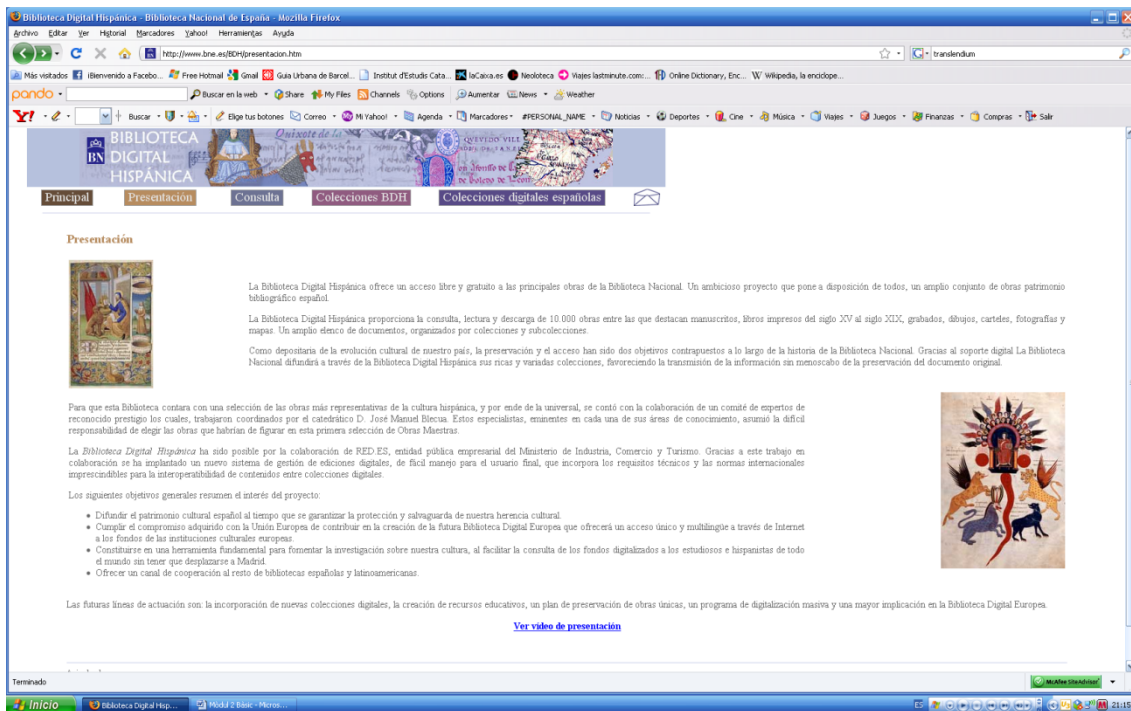 Biblioteca Digital Hispánica - Biblioteca Nacional de España - Mozilla Firefox
Archivo Editar Ver Historial Marcadores Yahoo! Herramientas Ayuda
http://www.bne.es/BDH/presentacion.htm translendum
Más visitados ¡Bienvenido a Facebo... Free Hotmail Gmail Guia Urbana de Barcel... Institut d'Estudis Cata... laCaixa.es Neoloteca Viajes lastminute.com:... Online Dictionary, Enc... Wikipedia, la enciclope...
pando Buscar en la web Share My Files Channels Options Aumentar News Weather
Y! Buscar Elige tus botones Correo Mi Yahoo! Agenda Marcadores #PERSONAL_NAME Noticias Deportes Cine Música Viajes Juegos Finanzas Compras Salir
BIBLIOTECA
DIGITAL
HISPÁNICA
BN
Quixote de la
QVEVEDO VILL
Principal Presentación Consulta Colecciones BDH Colecciones digitales españolas
Presentación
La Biblioteca Digital Hispánica ofrece un acceso libre y gratuito a las principales obras de la Biblioteca Nacional. Un ambicioso proyecto que pone a disposición de todos, un amplio conjunto de obras patrimonio
bibliográfico español.
La Biblioteca Digital Hispánica proporciona la consulta, lectura y descarga de 10.000 obras entre las que destacan manuscritos, libros impresos del siglo XV al siglo XIX, grabados, dibujos, carteles, fotografías y
mapas. Un amplio elenco de documentos, organizados por colecciones y subcolecciones.
Como depositaria de la evolución cultural de nuestro país, la preservación y el acceso han sido dos objetivos contrapuestos a lo largo de la historia de la Biblioteca Nacional. Gracias al soporte digital La Biblioteca
Nacional difundirá a través de la Biblioteca Digital Hispánica sus ricas y variadas colecciones, favoreciendo la transmisión de la información sin menoscabo de la preservación del documento original.
Para que esta Biblioteca contara con una selección de las obras más representativas de la cultura hispánica, y por ende de la universal, se contó con la colaboración de un comité de expertos de
reconocido prestigio los cuales, trabajaron coordinados por el catedrático D. José Manuel Blecua. Estos especialistas, eminentes en cada una de sus áreas de conocimiento, asumió la difícil
responsabilidad de elegir las obras que habrían de figurar en esta primera selección de Obras Maestras.
La Biblioteca Digital Hispánica ha sido posible por la colaboración de RED.ES, entidad pública empresarial del Ministerio de Industria, Comercio y Turismo. Gracias a este trabajo en
colaboración se ha implantado un nuevo sistema de gestión de ediciones digitales, de fácil manejo para el usuario final, que incorpora los requisitos técnicos y las normas internacionales
imprescindibles para la interoperatibilidad de contenidos entre colecciones digitales.
Los siguientes objetivos generales resumen el interés del proyecto:
Difundir el patrimonio cultural español al tiempo que se garantizar la protección y salvaguarda de nuestra herencia cultural.
Cumplir el compromiso adquirido con la Unión Europea de contribuir en la creación de la futura Biblioteca Digital Europea que ofrecerá un acceso único y multilingüe a través de Internet
a los fondos de las instituciones culturales europeas.
Constituirse en una herramienta fundamental para fomentar la investigación sobre nuestra cultura, al facilitar la consulta de los fondos digitalizados a los estudiosos e hispanistas de todo
el mundo sin tener que desplazarse a Madrid.
Ofrecer un canal de cooperación al resto de bibliotecas españolas y latinoamericanas.
Las futuras líneas de actuación son: la incorporación de nuevas colecciones digitales, la creación de recursos educativos, un plan de preservación de obras únicas, un programa de digitalización masiva y una mayor implicación en la Biblioteca Digital Europea.
Ver video de presentación
Terminado McAfee SiteAdvisor
Inicio Biblioteca Digital Hisp... Mòdul 2 Bàsic - Micros... ES 21:15